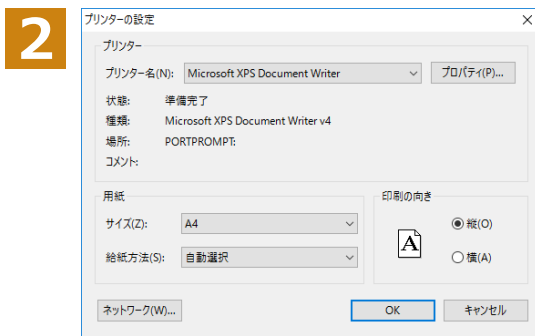 2
プリンターの設定
プリンター
プリンター名(N): Microsoft XPS Document Writer プロパティ(P)...
状態: 準備完了
種類: Microsoft XPS Document Writer v4
場所: PORTPROMPT:
コメント:
用紙
サイズ(Z): A4
給紙方法(S): 自動選択
印刷の向き
A
縦(O)
横(A)
ネットワーク(W)... OK キャンセル